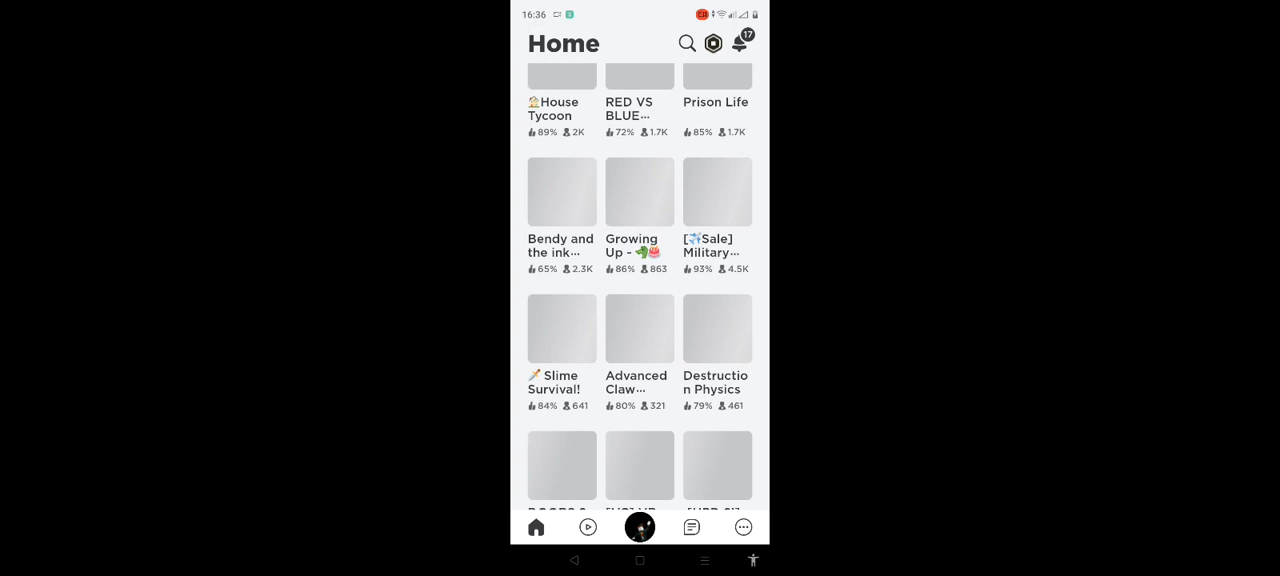 16:36
17
Home
🏠House Tycoon
RED VS BLUE...
Prison Life
89% 2K
72% 1.7K
85% 1.7K
Bendy and the ink...
Growing Up - 🐉🎂
[✈️Sale] Military...
65% 2.3K
86% 863
93% 4.5K
🗡️ Slime Survival!
Advanced Claw...
Destruction Physics
84% 641
80% 321
79% 461